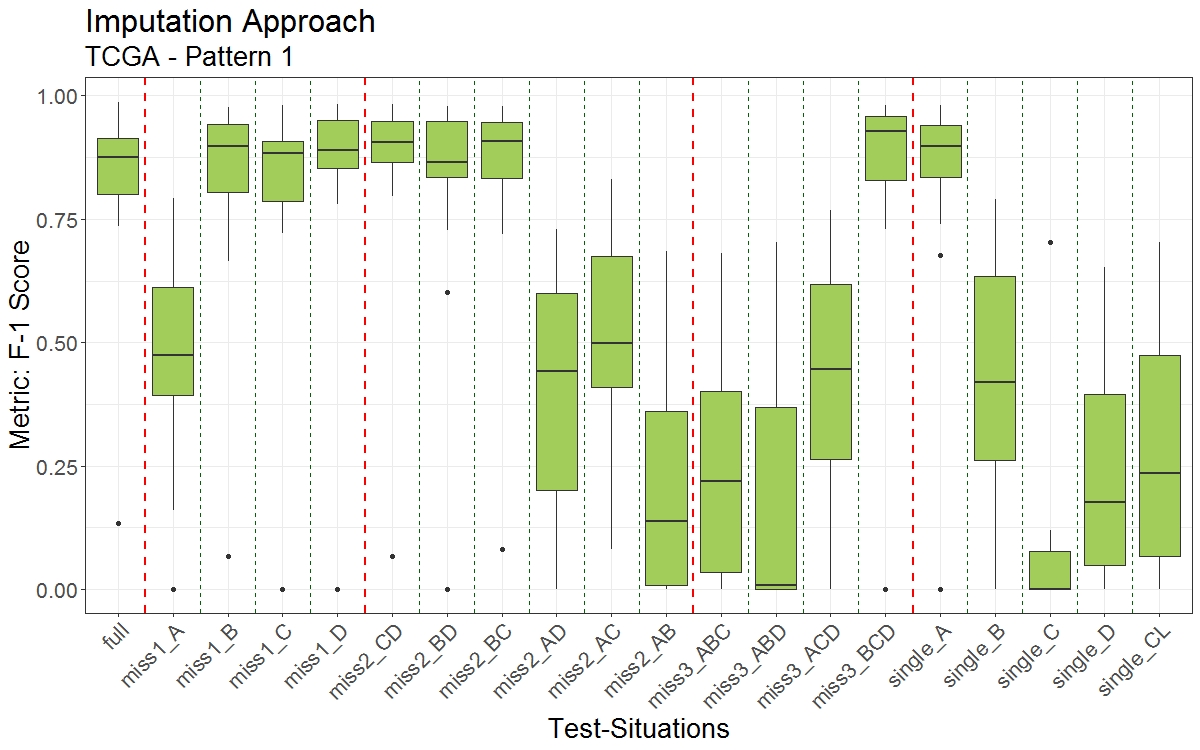 Imputation Approach
TCGA - Pattern 1
Metric: F-1 Score
1.00
0.75
0.50
0.25
0.00
full
miss1_A
miss1_B
miss1_C
miss1_D
miss2_CD
miss2_BD
miss2_BC
miss2_AD
miss2_AC
miss2_AB
miss3_ABC
miss3_ABD
miss3_ACD
miss3_BCD
single_A
single_B
single_C
single_D
single_CL
Test-Situations